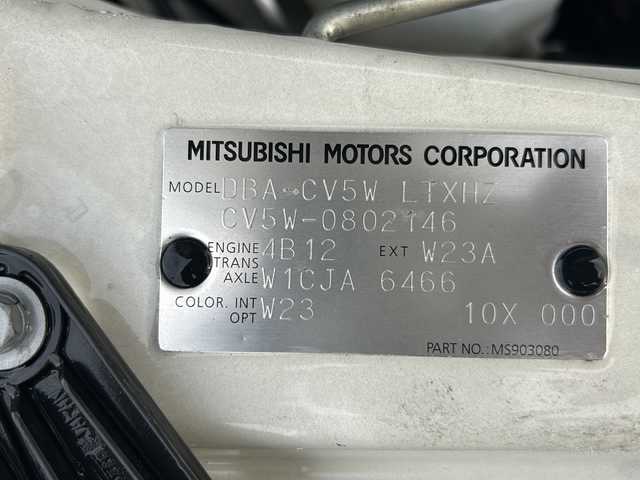 MITSUBISHI MOTORS CORPORATION
MODEL DBA-CV5W LTXHZ
CV5W-0802146
ENGINE 4B12 EXT W23A
TRANS
AXLE W1CJA 6466
COLOR. INT W23
OPT 10X 000
PART NO.: MS903080